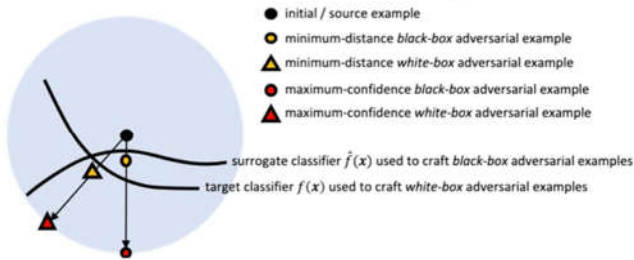 initial / source example
minimum-distance black-box adversarial example
minimum-distance white-box adversarial example
maximum-confidence black-box adversarial example
maximum-confidence white-box adversarial example
surrogate classifier f̂(x) used to craft black-box adversarial examples
target classifier f(x) used to craft white-box adversarial examples